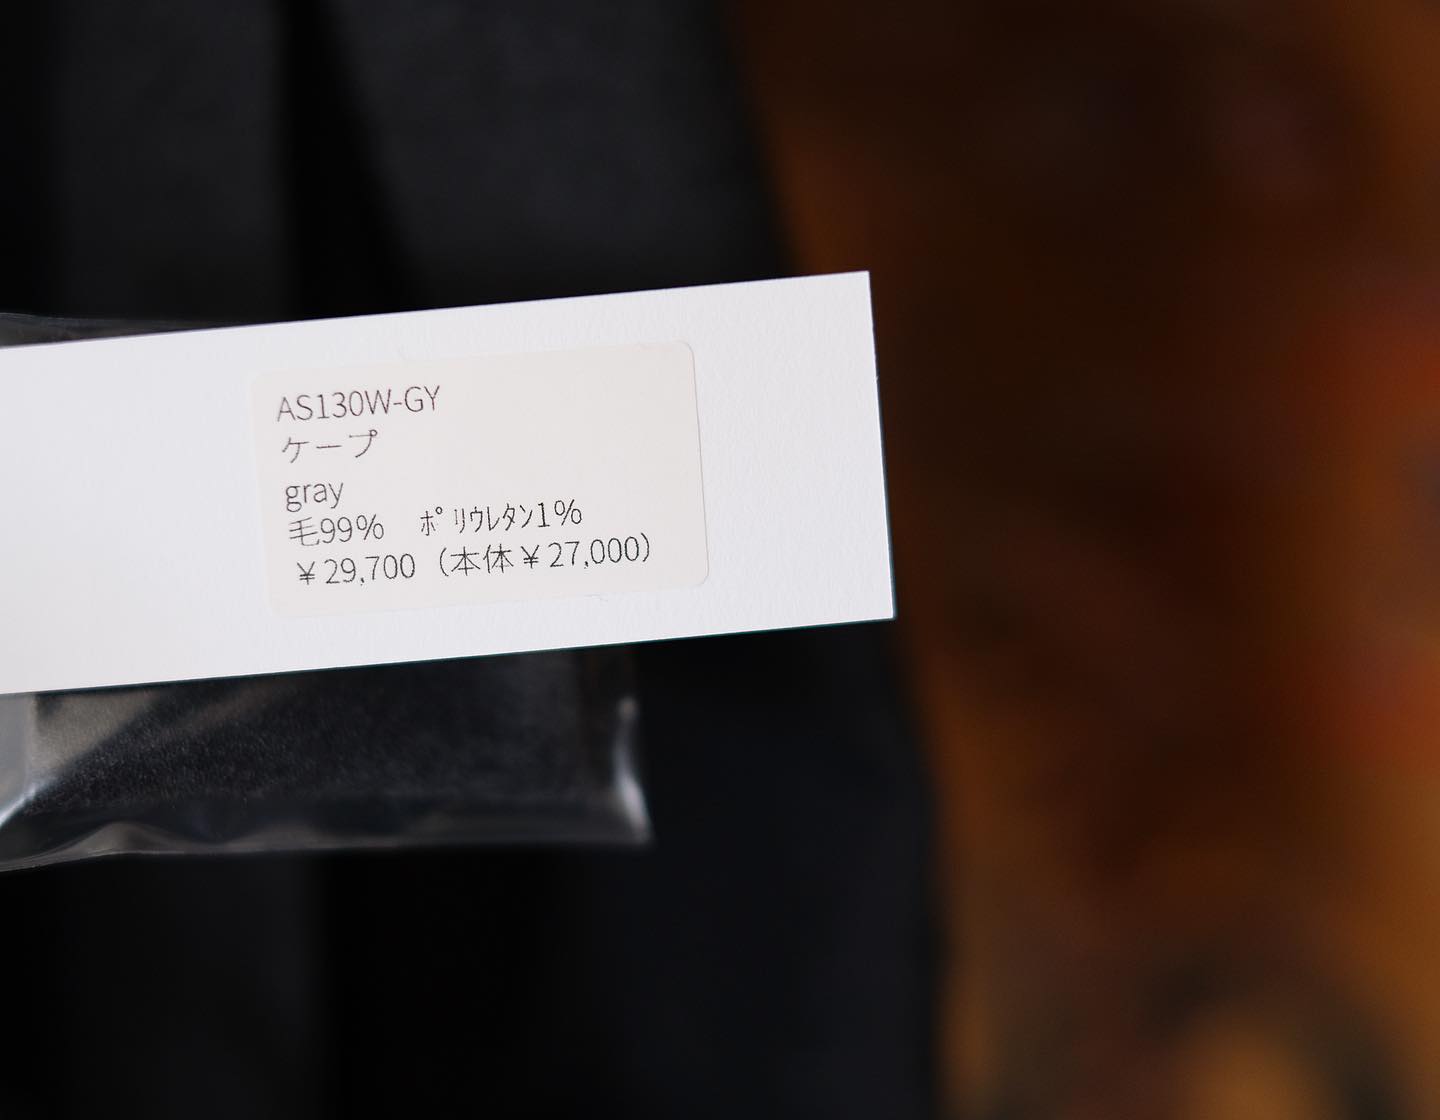 AS130W-GY
ケープ
gray
毛99%　ﾎﾟﾘｳﾚﾀﾝ1%
￥29,700（本体￥27,000）